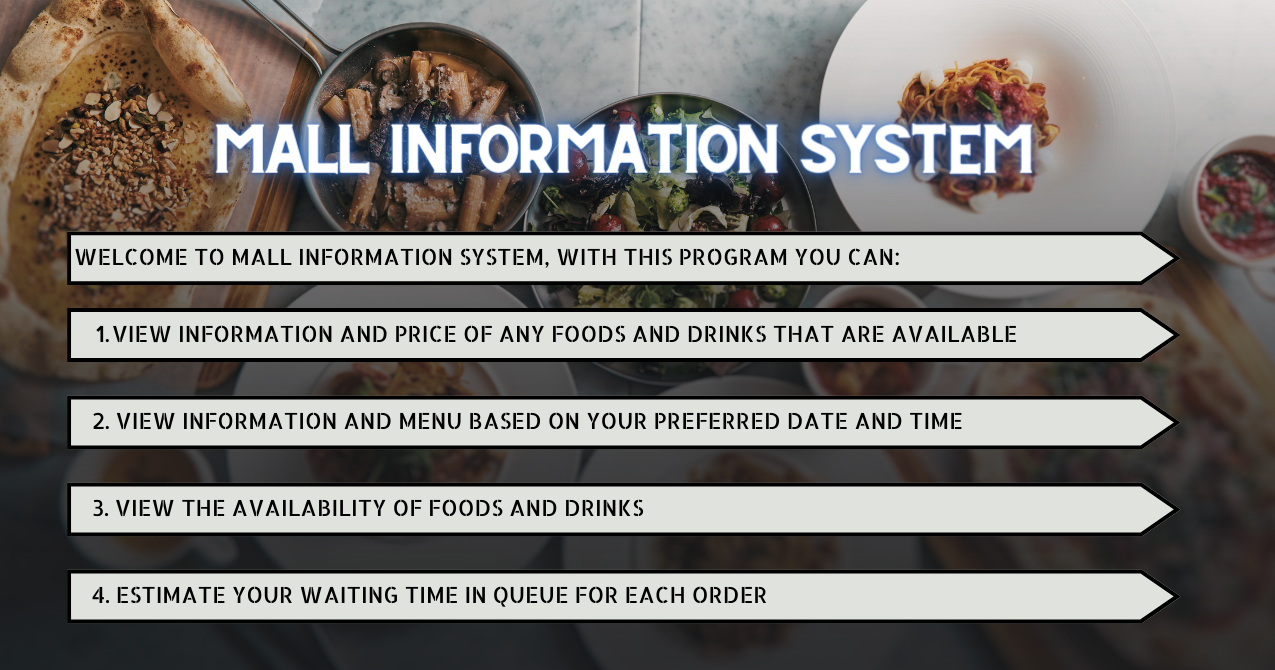 MALL INFORMATION SYSTEM
WELCOME TO MALL INFORMATION SYSTEM, WITH THIS PROGRAM YOU CAN:
1. VIEW INFORMATION AND PRICE OF ANY FOODS AND DRINKS THAT ARE AVAILABLE
2. VIEW INFORMATION AND MENU BASED ON YOUR PREFERRED DATE AND TIME
3. VIEW THE AVAILABILITY OF FOODS AND DRINKS
4. ESTIMATE YOUR WAITING TIME IN QUEUE FOR EACH ORDER